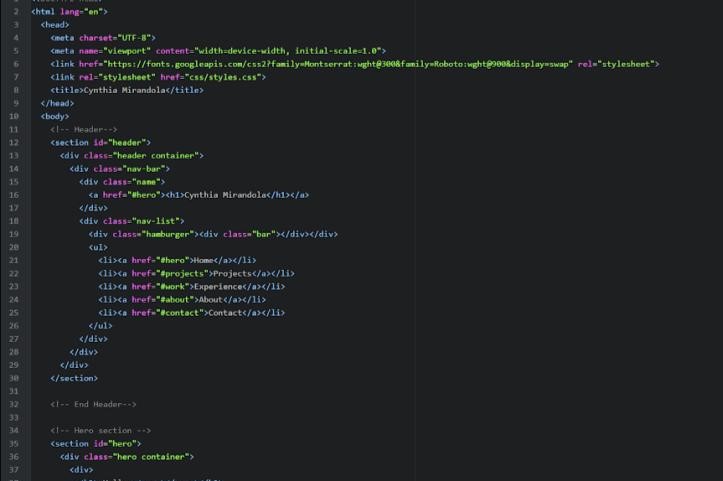 2 <html lang="en">
3 <head>
4 <meta charset="UTF-8">
5 <meta name="viewport" content="width=device-width, initial-scale=1.0">
6 <link href="https://fonts.googleapis.com/css2?family=Montserrat:wght@300&family=Roboto:wght@900&display=swap" rel="stylesheet">
7 <link rel="stylesheet" href="css/styles.css">
8 <title>Cynthia Mirandola</title>
9 </head>
10 <body>
11 <!-- Header-->
12 <section id="header">
13 <div class="header container">
14 <div class="nav-bar">
15 <div class="name">
16 <a href="#hero"><h1>Cynthia Mirandola</h1></a>
17 </div>
18 <div class="nav-list">
19 <div class="hamburger"><div class="bar"></div></div>
20 <ul>
21 <li><a href="#hero">Home</a></li>
22 <li><a href="#projects">Projects</a></li>
23 <li><a href="#work">Experience</a></li>
24 <li><a href="#about">About</a></li>
25 <li><a href="#contact">Contact</a></li>
26 </ul>
27 </div>
28 </div>
29 </div>
30 </section>
31
32 <!-- End Header-->
33
34 <!-- Hero section -->
35 <section id="hero">
36 <div class="hero container">
37 <div>